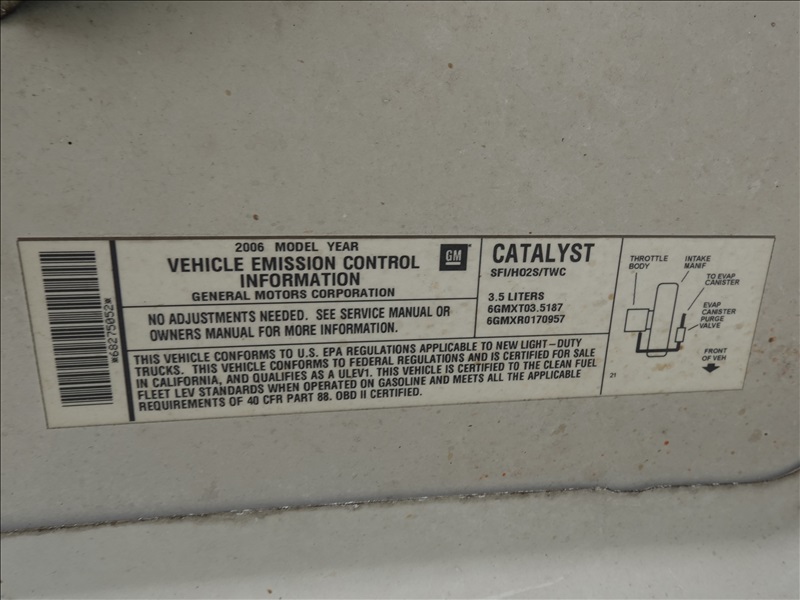 *68275052*
2006 MODEL YEAR
VEHICLE EMISSION CONTROL
INFORMATION
GENERAL MOTORS CORPORATION
GM
NO ADJUSTMENTS NEEDED. SEE SERVICE MANUAL OR
OWNERS MANUAL FOR MORE INFORMATION.
THIS VEHICLE CONFORMS TO U.S. EPA REGULATIONS APPLICABLE TO NEW LIGHT-DUTY
TRUCKS. THIS VEHICLE CONFORMS TO FEDERAL REGULATIONS AND IS CERTIFIED FOR SALE
IN CALIFORNIA, AND QUALIFIES AS A ULEV1. THIS VEHICLE IS CERTIFIED TO THE CLEAN FUEL
FLEET LEV STANDARDS WHEN OPERATED ON GASOLINE AND MEETS ALL THE APPLICABLE
REQUIREMENTS OF 40 CFR PART 88. OBD II CERTIFIED.
CATALYST
SFI/HO2S/TWC
3.5 LITERS
6GMXT03.5187
6GMXR0170957
THROTTLE
BODY
INTAKE
MANIF
TO EVAP
CANISTER
EVAP
CANISTER
PURGE
VALVE
FRONT
OF VEH
21